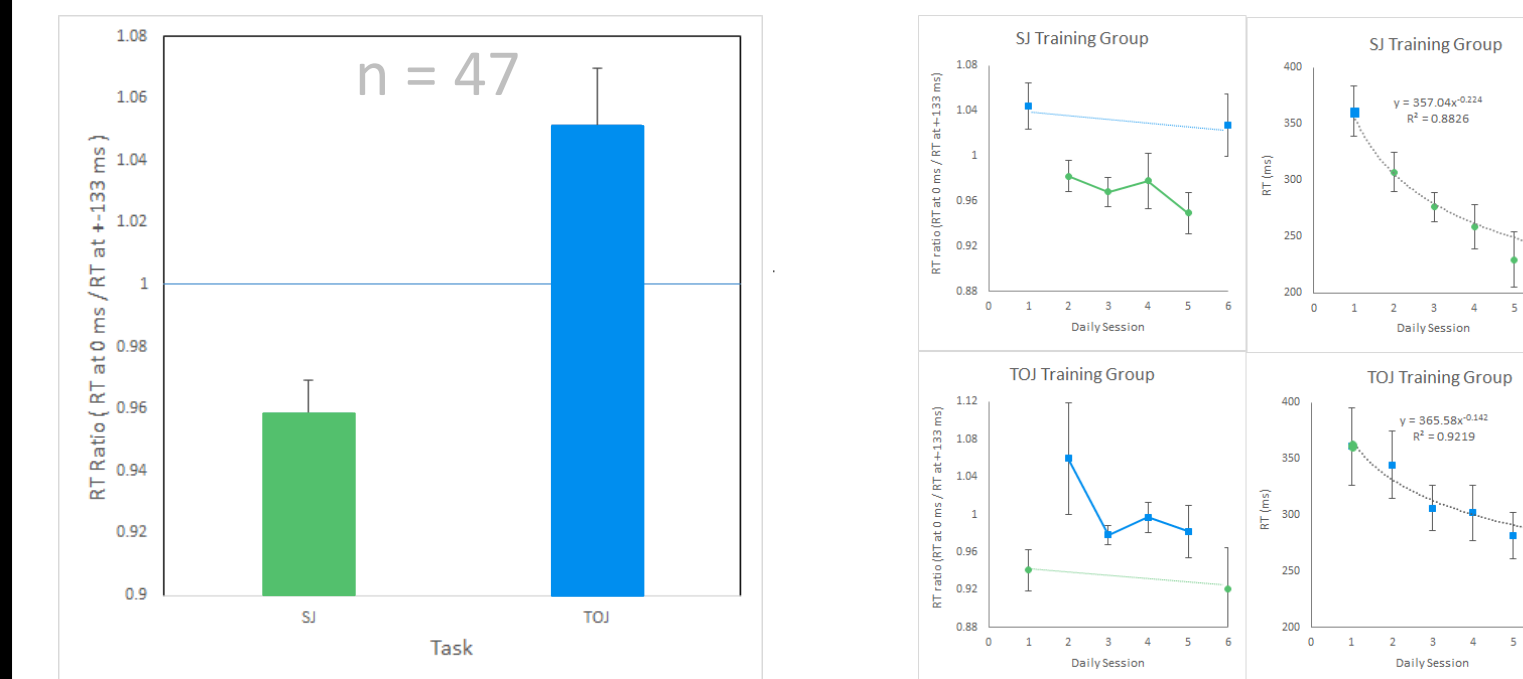 n = 47
1.08
1.06
1.04
1.02
1
0.98
0.96
0.94
0.92
0.9
RT Ratio ( RT at 0 ms / RT at +-133 ms )
SJ
TOJ
Task
SJ Training Group
1.08
1.04
1
0.96
0.92
0.88
RT ratio (RT at 0 ms / RT at +-133 ms)
0 1 2 3 4 5 6
Daily Session
SJ Training Group
y = 357.04x^-0.224
R² = 0.8826
400
350
300
250
200
RT (ms)
0 1 2 3 4 5
Daily Session
TOJ Training Group
1.12
1.08
1.04
1
0.96
0.92
0.88
RT ratio (RT at 0 ms / RT at +-133 ms)
0 1 2 3 4 5 6
Daily Session
TOJ Training Group
y = 365.58x^-0.142
R² = 0.9219
400
350
300
250
200
RT (ms)
0 1 2 3 4 5
Daily Session